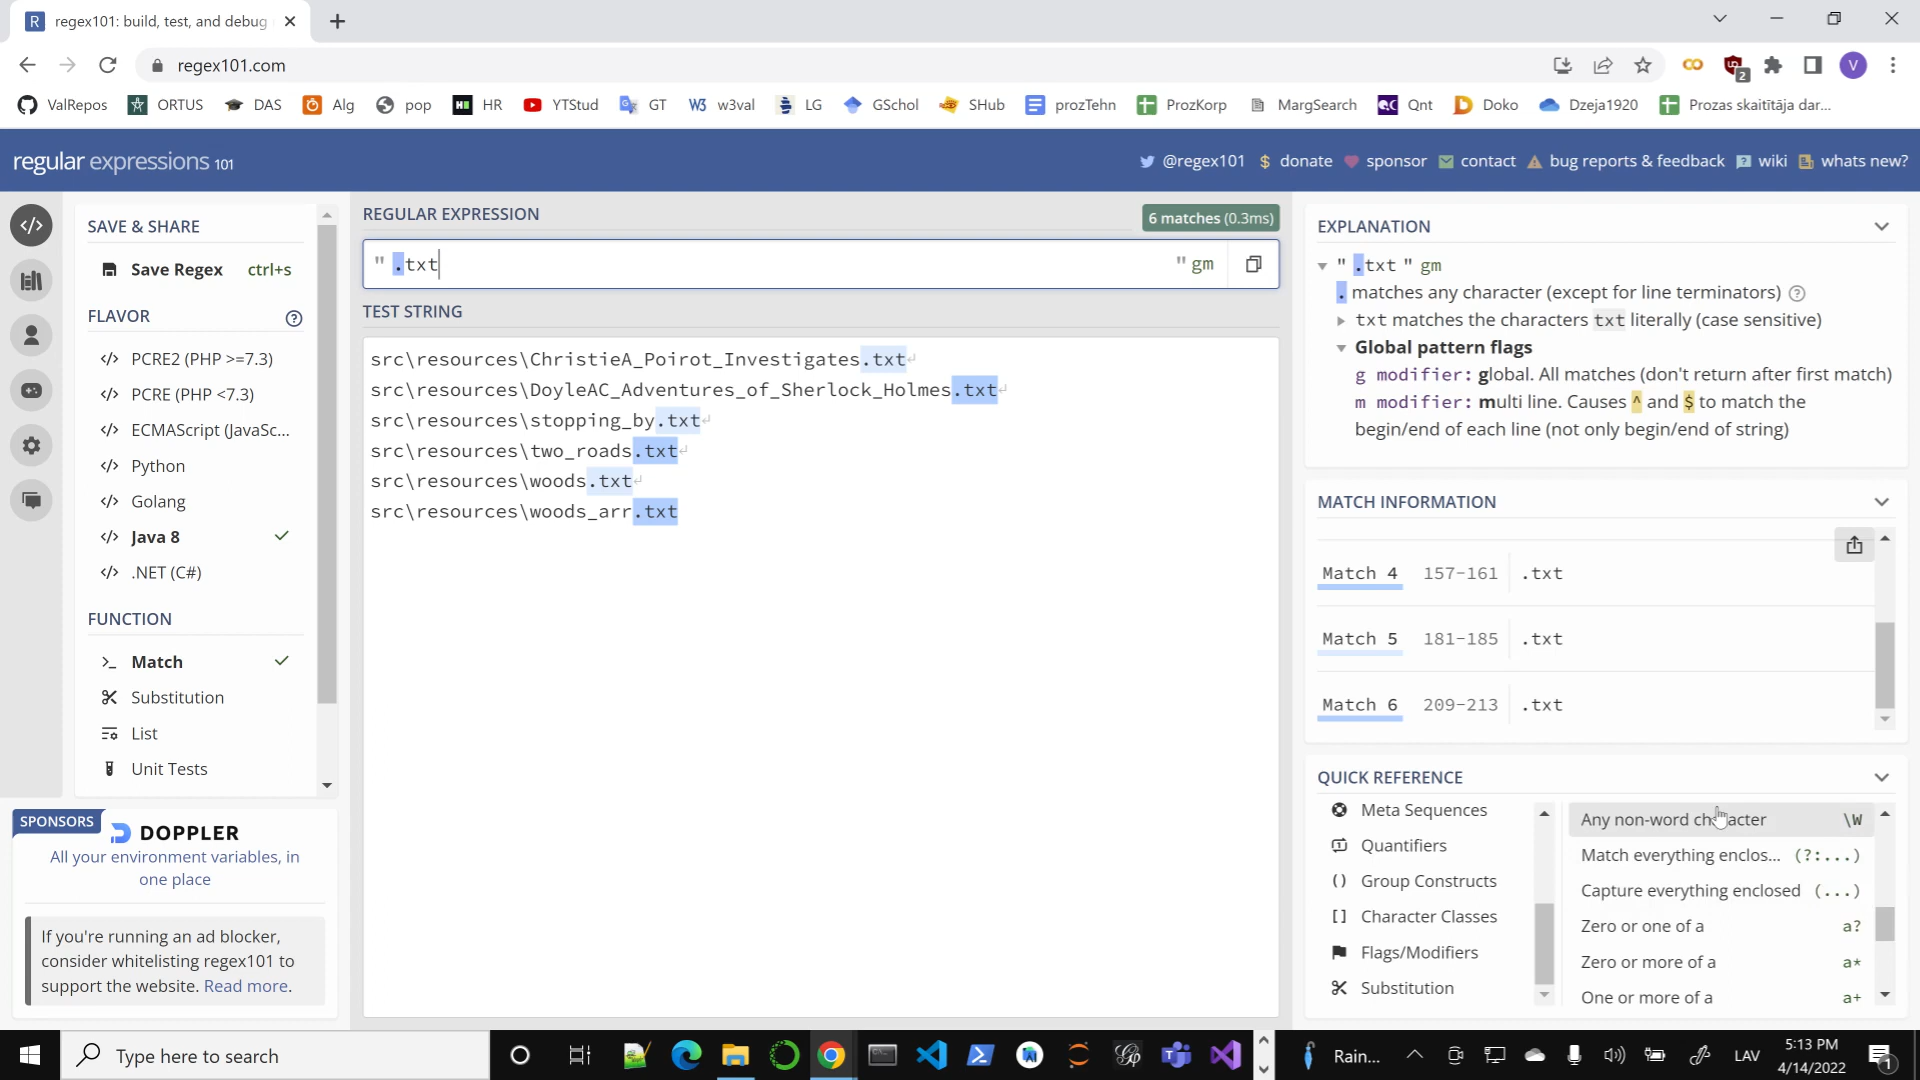 regex101: build, test, and debug
regex101.com
2
V
ValRepos ORTUS DAS Alg pop HR YTStud GT w3val LG GSchol SHub prozTehn ProzKorp MargSearch Qnt Doko Dzeja1920 Prozas skaitītāja dar...
regular expressions 101
@regex101 donate sponsor contact bug reports & feedback wiki whats new?
SAVE & SHARE
Save Regex ctrl+s
FLAVOR
</> PCRE2 (PHP >=7.3)
</> PCRE (PHP <7.3)
</> ECMAScript (JavaSc...
</> Python
</> Golang
</> Java 8
</> .NET (C#)
FUNCTION
Match
Substitution
List
Unit Tests
SPONSORS
DOPPLER
All your environment variables, in
one place
If you're running an ad blocker,
consider whitelisting regex101 to
support the website. Read more.
REGULAR EXPRESSION
6 matches (0.3ms)
" .txt " gm
TEST STRING
src\resources\ChristieA_Poirot_Investigates.txt
src\resources\DoyleAC_Adventures_of_Sherlock_Holmes.txt
src\resources\stopping_by.txt
src\resources\two_roads.txt
src\resources\woods.txt
src\resources\woods_arr.txt
EXPLANATION
" .txt " gm
. matches any character (except for line terminators)
txt matches the characters txt literally (case sensitive)
Global pattern flags
g modifier: global. All matches (don't return after first match)
m modifier: multi line. Causes ^ and $ to match the
begin/end of each line (not only begin/end of string)
MATCH INFORMATION
Match 4 157-161 .txt
Match 5 181-185 .txt
Match 6 209-213 .txt
QUICK REFERENCE
Meta Sequences
Quantifiers
Group Constructs
Character Classes
Flags/Modifiers
Substitution
Any non-word character \W
Match everything enclos... (?:...)
Capture everything enclosed (...)
Zero or one of a a?
Zero or more of a a*
One or more of a a+
Type here to search
Rain...
LAV
5:13 PM
4/14/2022
1